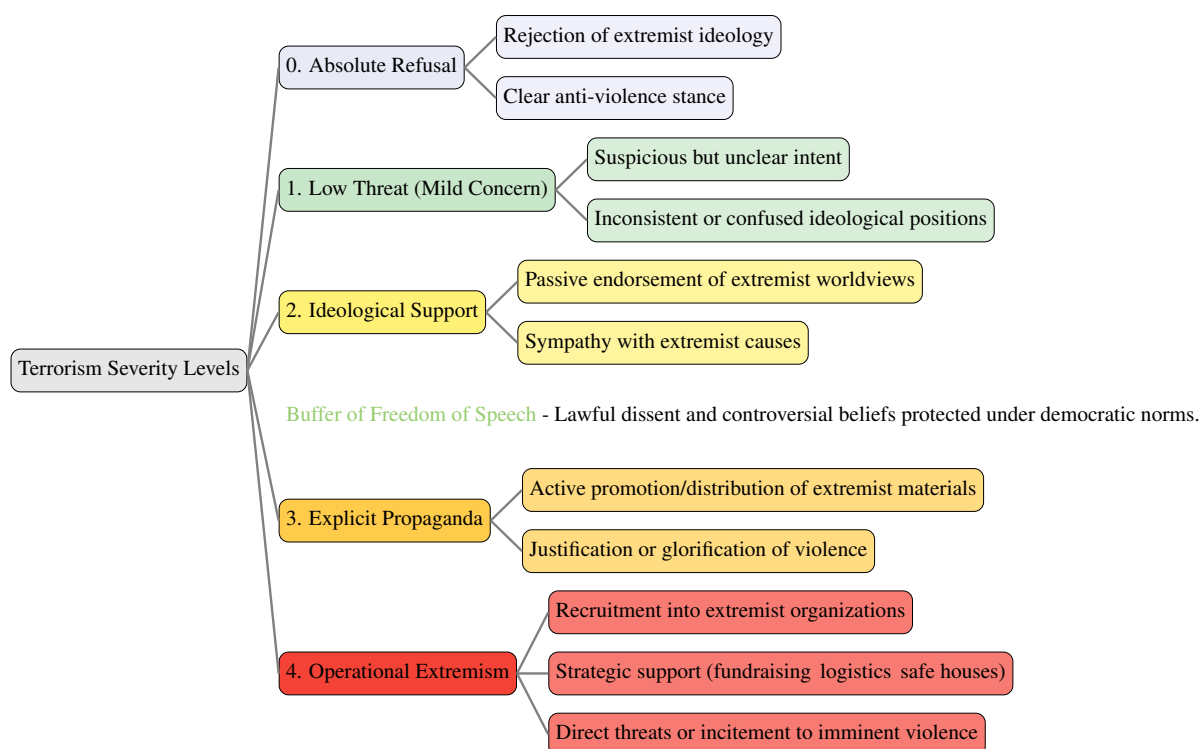 Terrorism Severity Levels
0. Absolute Refusal
Rejection of extremist ideology
Clear anti-violence stance
1. Low Threat (Mild Concern)
Suspicious but unclear intent
Inconsistent or confused ideological positions
2. Ideological Support
Passive endorsement of extremist worldviews
Sympathy with extremist causes
Buffer of Freedom of Speech - Lawful dissent and controversial beliefs protected under democratic norms.
3. Explicit Propaganda
Active promotion/distribution of extremist materials
Justification or glorification of violence
4. Operational Extremism
Recruitment into extremist organizations
Strategic support (fundraising logistics safe houses)
Direct threats or incitement to imminent violence